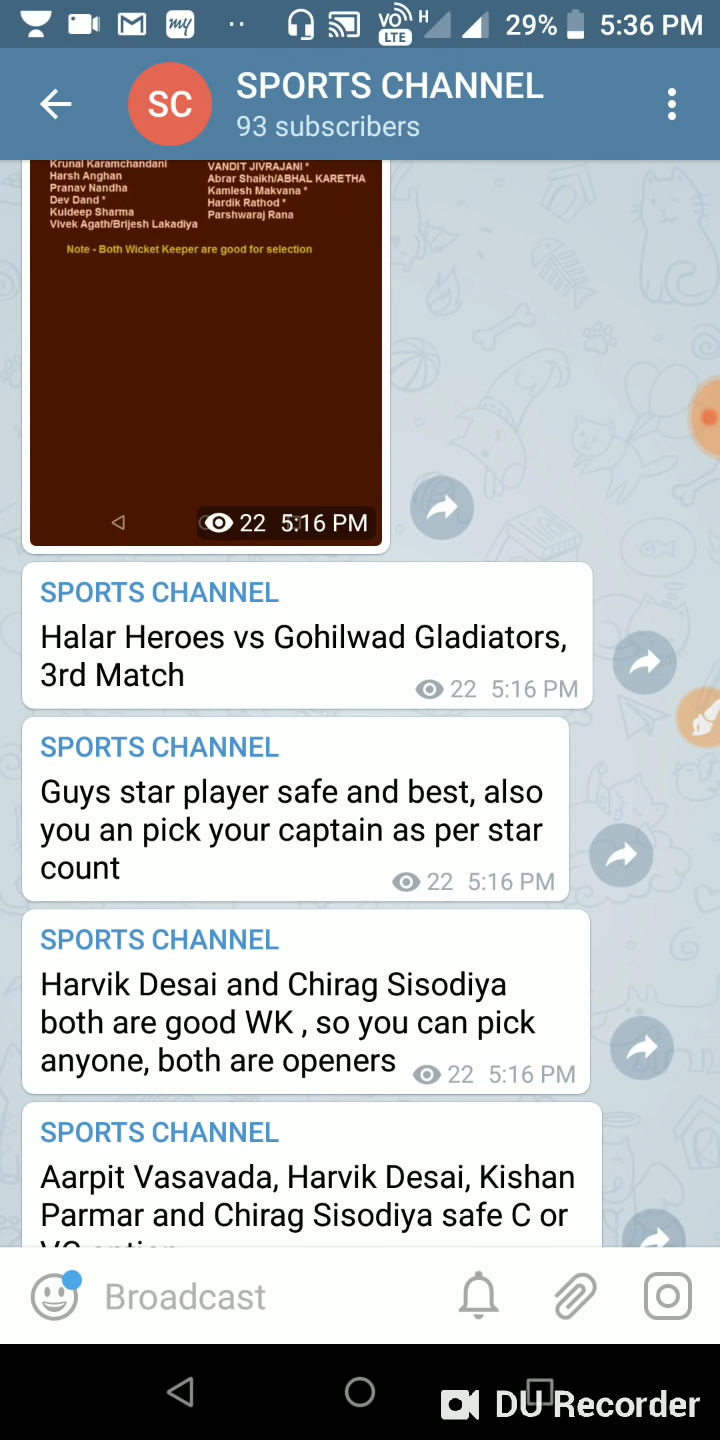 my
VO
LTE
H
29%
5:36 PM
SC
SPORTS CHANNEL
93 subscribers
Krunal Karamchandani
Harsh Anghan
Pranav Nandha
Dev Dand *
Kuldeep Sharma
Vivek Agath/Brijesh Lakadiya
VANDIT JIVRAJANI *
Abrar Shaikh/ABHAL KARETHA
Kamlesh Makvana *
Hardik Rathod *
Parshwaraj Rana
Note - Both Wicket Keeper are good for selection
22 5:16 PM
SPORTS CHANNEL
Halar Heroes vs Gohilwad Gladiators,
3rd Match
22 5:16 PM
SPORTS CHANNEL
Guys star player safe and best, also
you an pick your captain as per star
count
22 5:16 PM
SPORTS CHANNEL
Harvik Desai and Chirag Sisodiya
both are good WK , so you can pick
anyone, both are openers
22 5:16 PM
SPORTS CHANNEL
Aarpit Vasavada, Harvik Desai, Kishan
Parmar and Chirag Sisodiya safe C or
Broadcast
DU Recorder